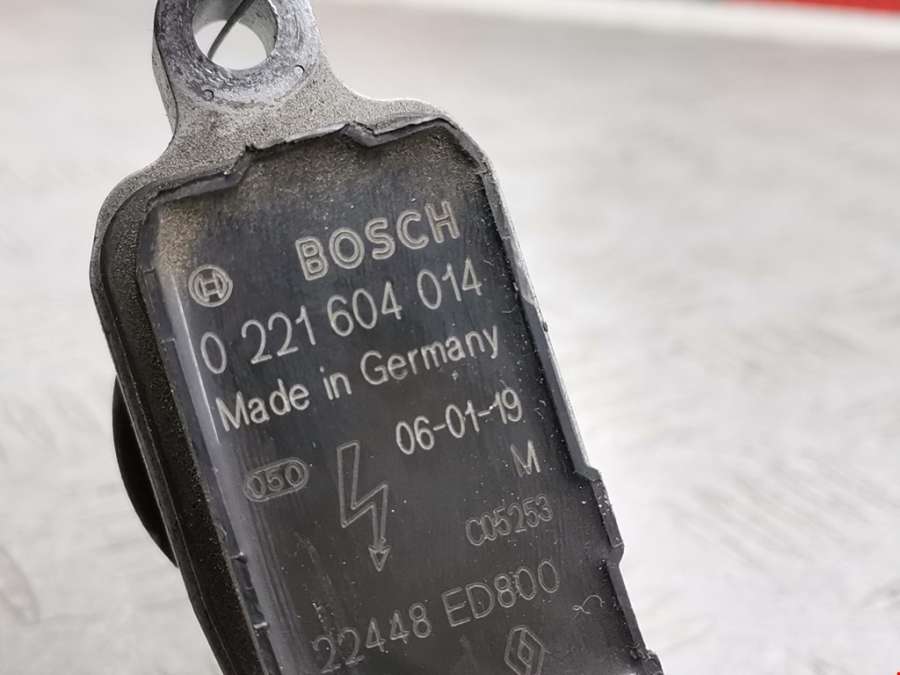 BOSCH
0 221 604 014
Made in Germany
06-01-19
050
M
C05253
22448 ED800